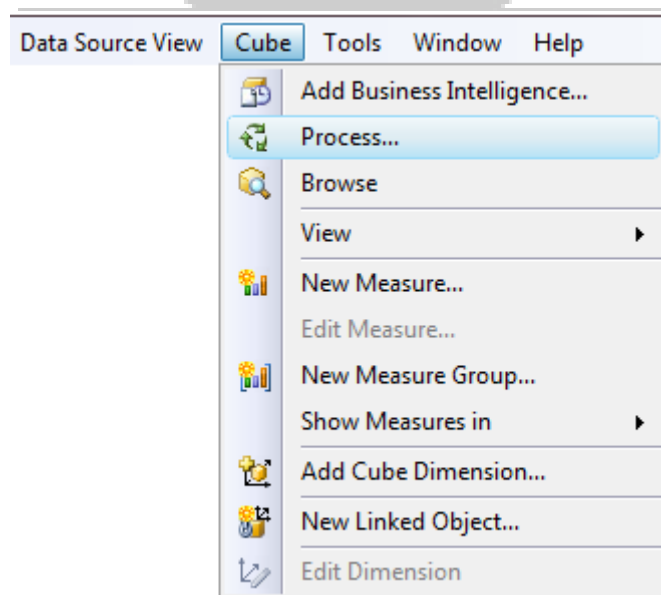 Data Source View Cube Tools Window Help
Add Business Intelligence...
Process...
Browse
View
New Measure...
Edit Measure...
New Measure Group...
Show Measures in
Add Cube Dimension...
New Linked Object...
Edit Dimension